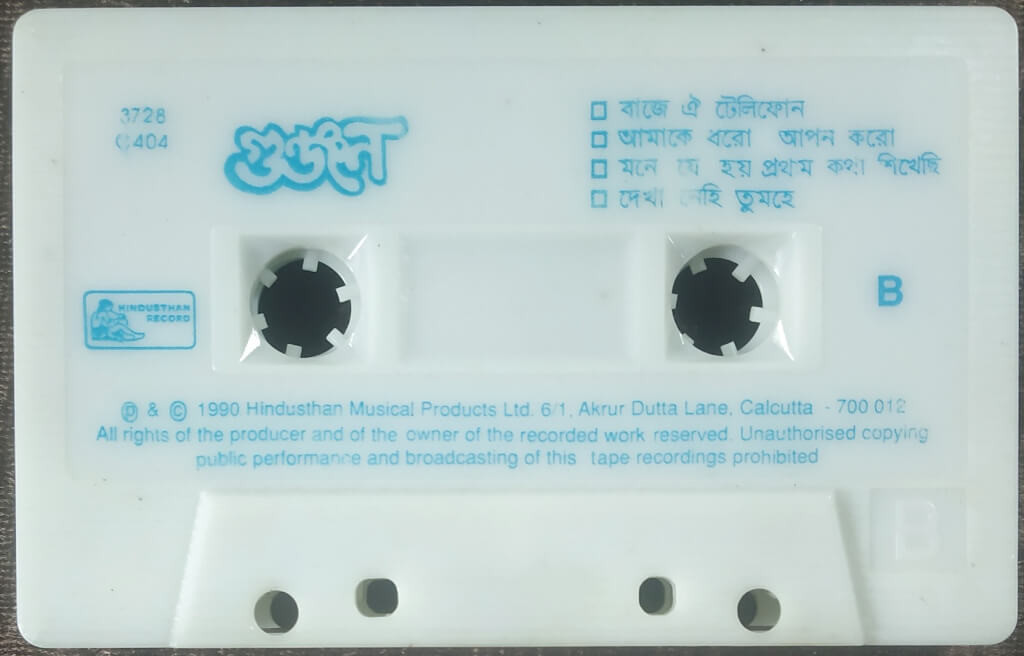 3728
C 404
বাজে ঐ টেলিফোন
আমাকে ধরো আপন করো
মনে যে হয় প্রথম কথা শিখেছি
দেখা নেহি তুমহে
HINDUSTHAN
RECORD
B
℗ & © 1990 Hindusthan Musical Products Ltd. 6/1, Akrur Dutta Lane, Calcutta - 700 012
All rights of the producer and of the owner of the recorded work reserved. Unauthorised copying
public performance and broadcasting of this tape recordings prohibited
B